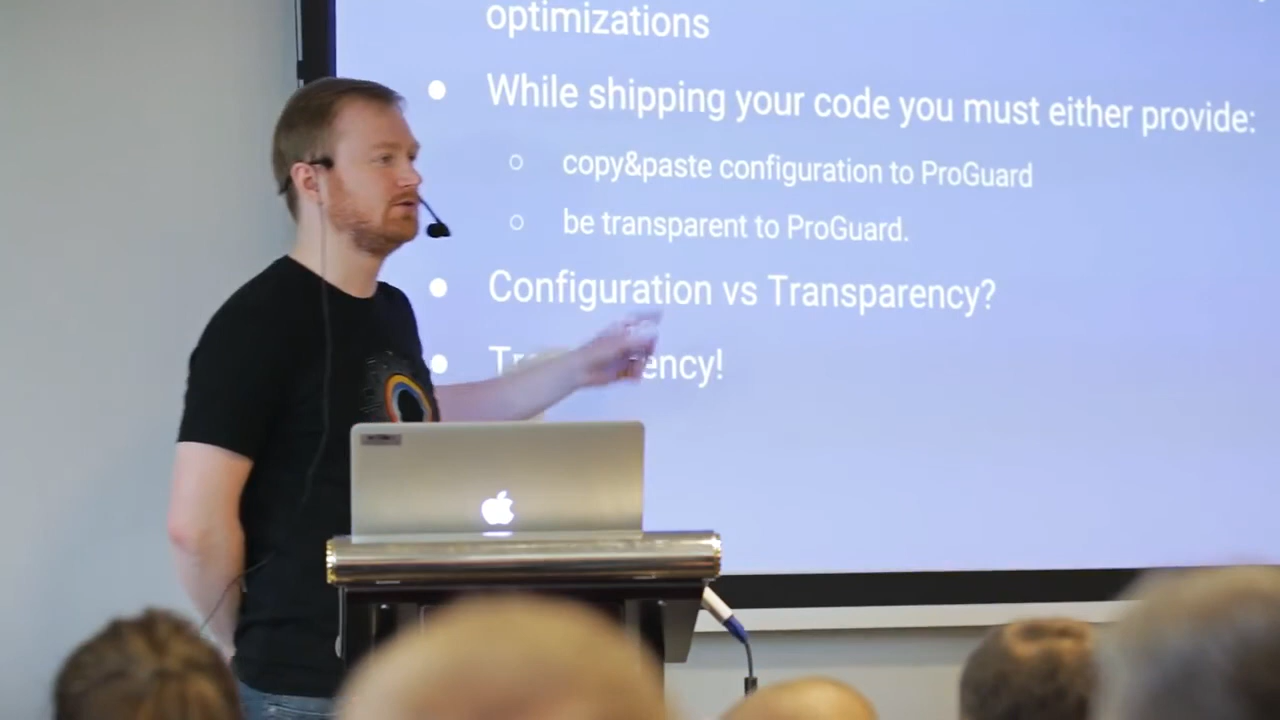 optimizations
While shipping your code you must either provide:
copy&paste configuration to ProGuard
be transparent to ProGuard.
Configuration vs Transparency?